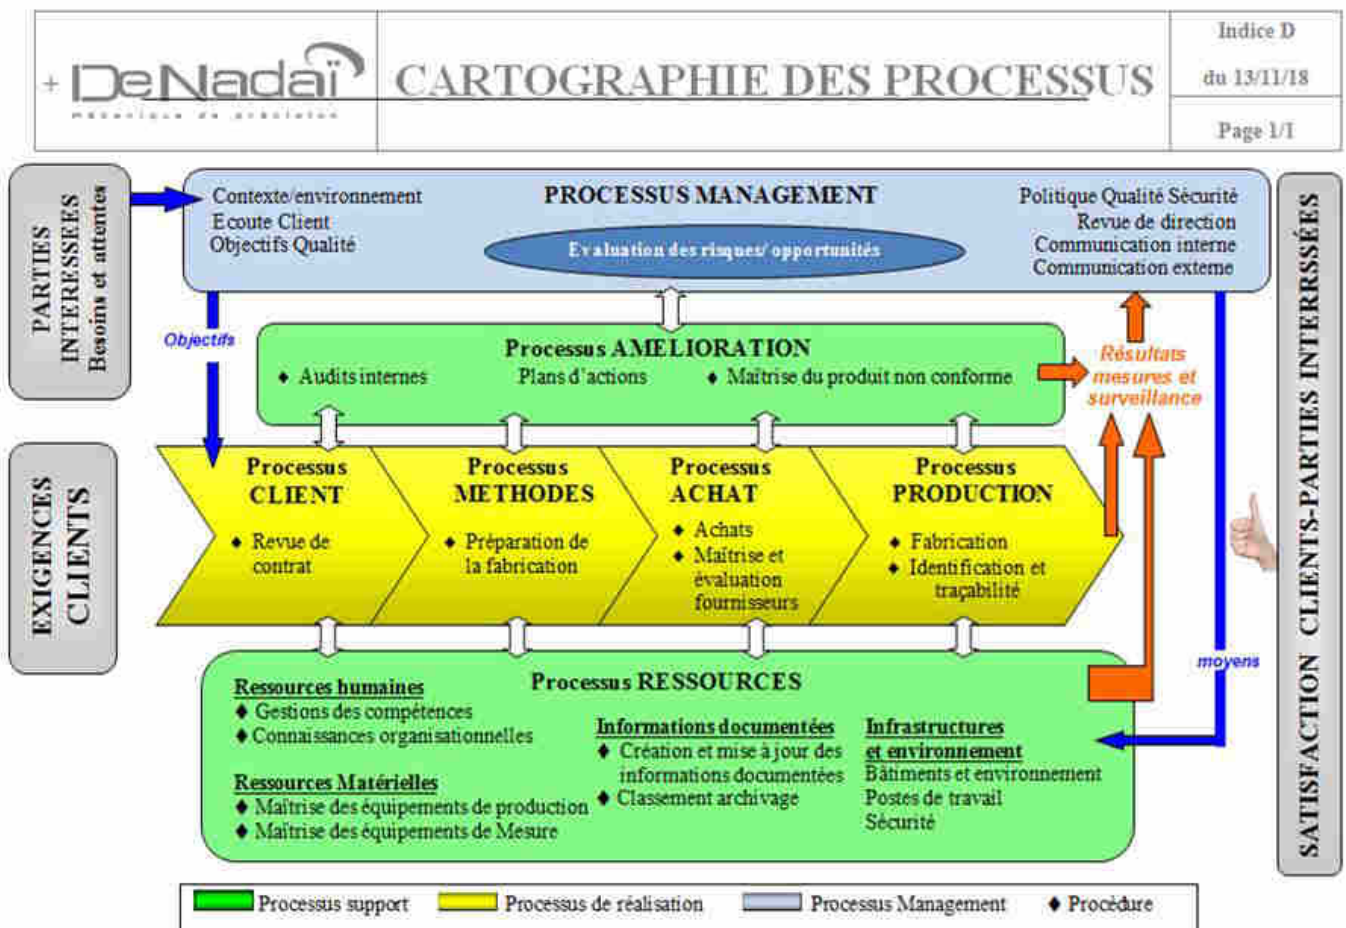 + DeNadaï
mécanique de précision
CARTOGRAPHIE DES PROCESSUS
Indice D
du 13/11/18
Page 1/1
PARTIES
INTERESSES
Besoins et attentes
EXIGENCES
CLIENTS
PROCESSUS MANAGEMENT
Contexte/environnement
Ecoute Client
Objectifs Qualité
Evaluation des risques/ opportunités
Politique Qualité Sécurité
Revue de direction
Communication interne
Communication externe
Objectifs
Processus AMELIORATION
♦ Audits internes
Plans d'actions
♦ Maîtrise du produit non conforme
Résultats
mesures et
surveillance
Processus
CLIENT
♦ Revue de
contrat
Processus
METHODES
♦ Préparation de
la fabrication
Processus
ACHAT
♦ Achats
♦ Maîtrise et
évaluation
fournisseurs
Processus
PRODUCTION
♦ Fabrication
♦ Identification et
traçabilité
moyens
Processus RESSOURCES
Ressources humaines
♦ Gestions des compétences
♦ Connaissances organisationnelles
Ressources Matérielles
♦ Maîtrise des équipements de production
♦ Maîtrise des équipements de Mesure
Informations documentées
♦ Création et mise à jour des
informations documentées
♦ Classement archivage
Infrastructures
et environnement
Bâtiments et environnement
Postes de travail
Sécurité
SATISFACTION CLIENTS-PARTIES INTERSSÉES
Processus support
Processus de réalisation
Processus Management
♦ Procédure